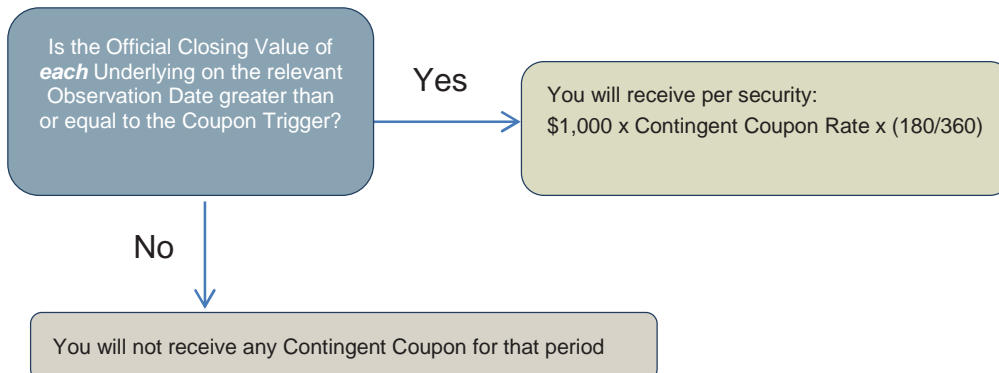 Is the Official Closing Value of
each Underlying on the relevant
Observation Date greater than
or equal to the Coupon Trigger?
Yes
You will receive per security:
$1,000 x Contingent Coupon Rate x (180/360)
No
You will not receive any Contingent Coupon for that period